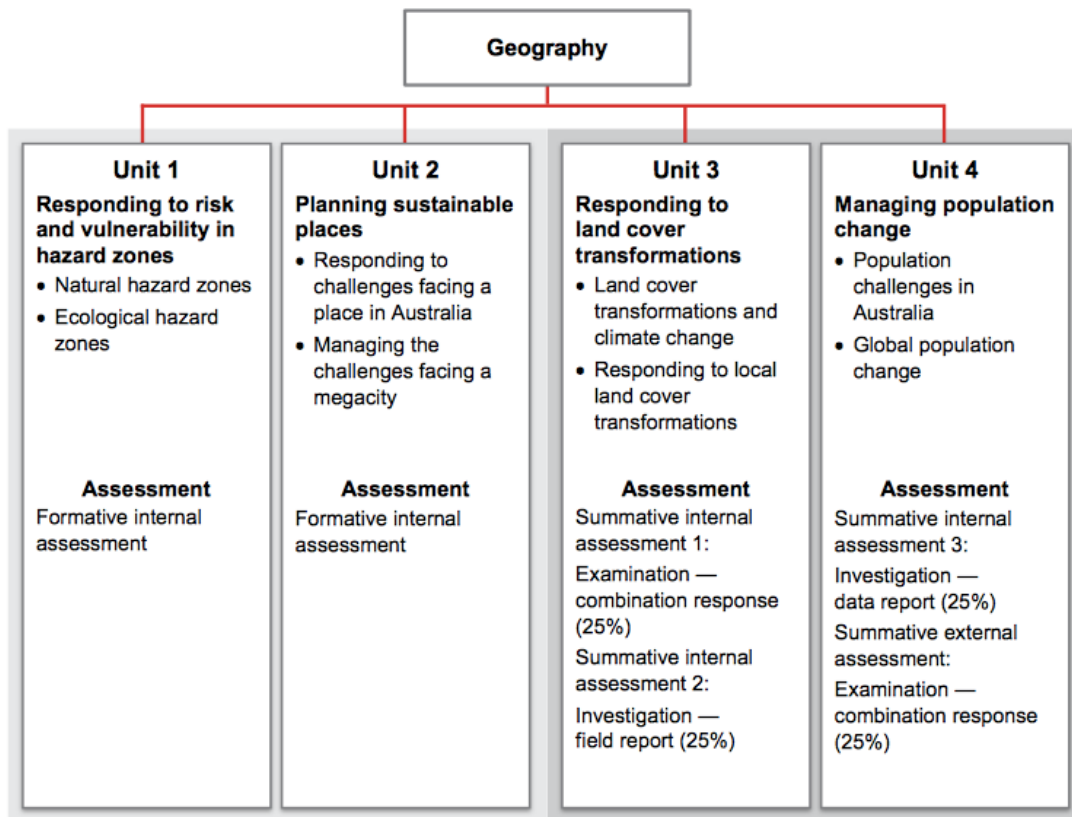 Geography
Unit 1
Responding to risk
and vulnerability in
hazard zones
• Natural hazard zones
• Ecological hazard
zones
Assessment
Formative internal
assessment
Unit 2
Planning sustainable
places
• Responding to
challenges facing a
place in Australia
• Managing the
challenges facing a
megacity
Assessment
Formative internal
assessment
Unit 3
Responding to
land cover
transformations
• Land cover
transformations and
climate change
• Responding to local
land cover
transformations
Assessment
Summative internal
assessment 1:
Examination —
combination response
(25%)
Summative internal
assessment 2:
Investigation —
field report (25%)
Unit 4
Managing population
change
• Population
challenges in
Australia
• Global population
change
Assessment
Summative internal
assessment 3:
Investigation —
data report (25%)
Summative external
assessment:
Examination —
combination response
(25%)